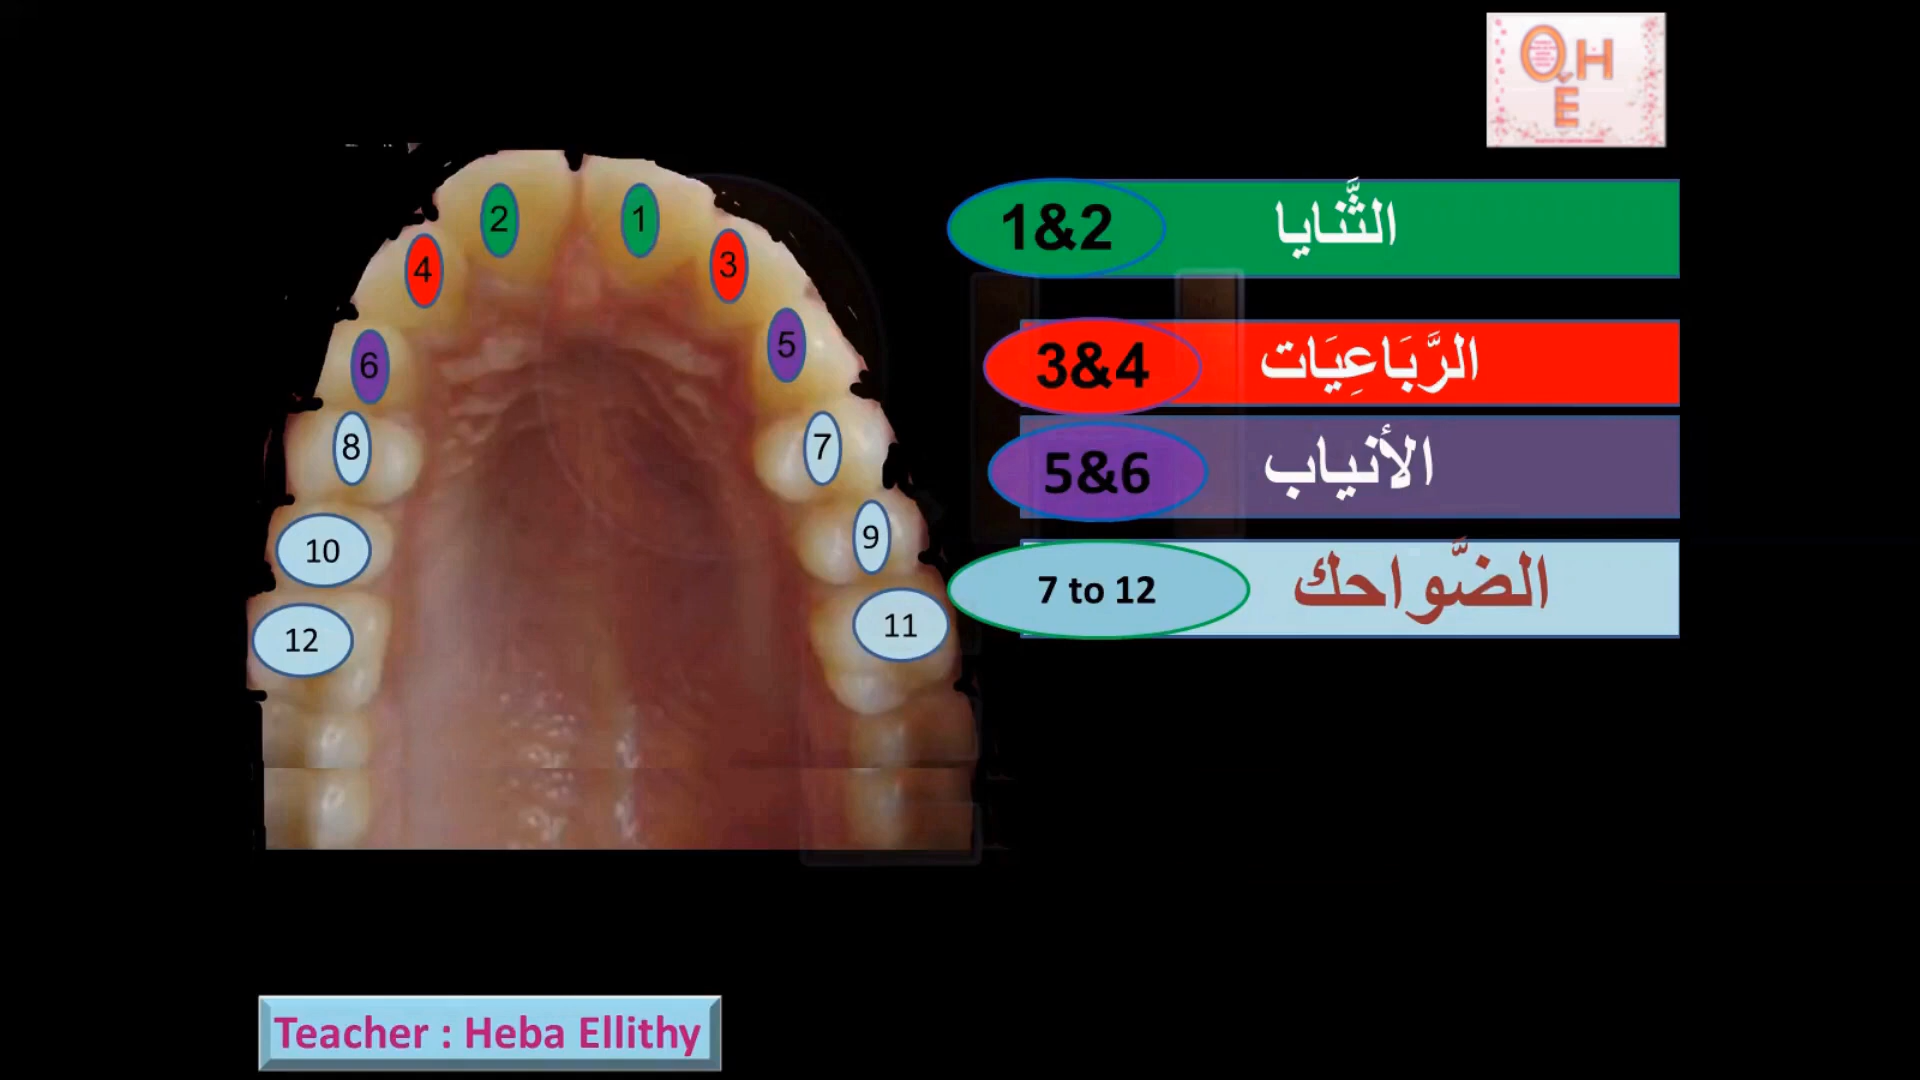 QH
E
1&2 الثَّنايا
3&4 الرَّبَاعِيَات
5&6 الأنياب
7 to 12 الضَّواحك
2 1
4 3
6 5
8 7
10 9
12 11
Teacher : Heba Ellithy